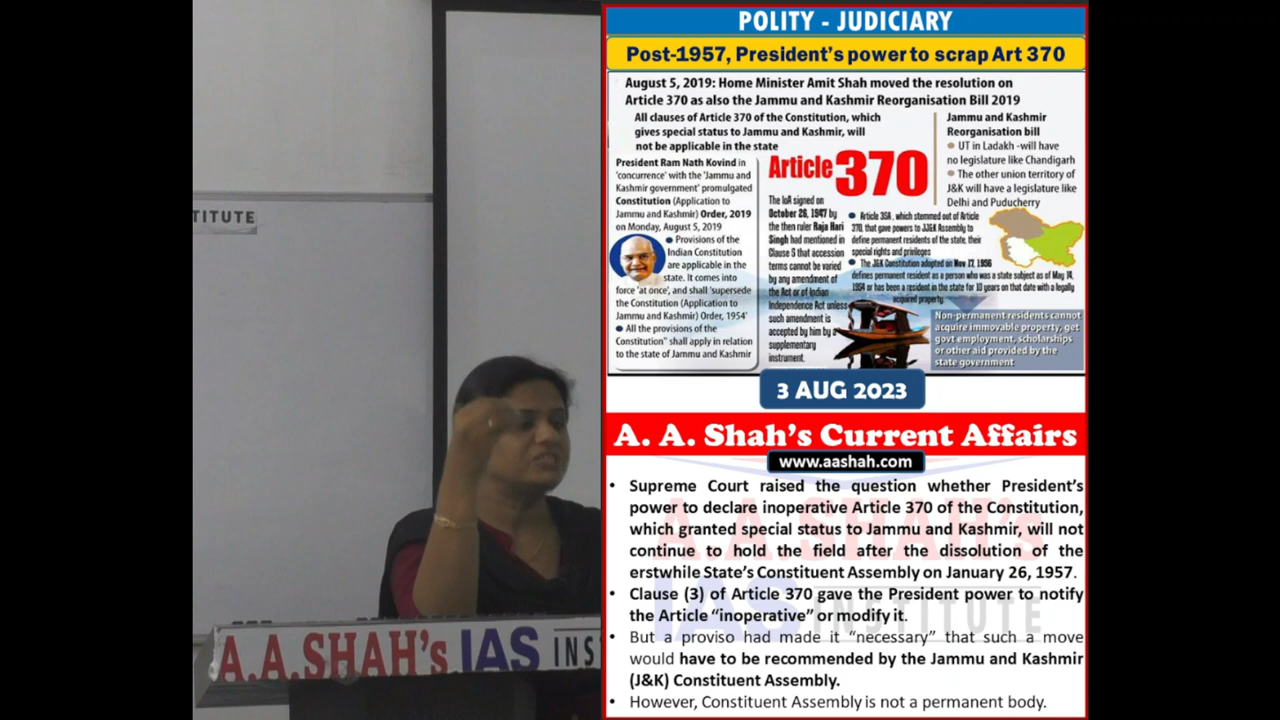 TITUTE
A.A.SHAH's IAS INS
POLITY - JUDICIARY
Post-1957, President's power to scrap Art 370
August 5, 2019: Home Minister Amit Shah moved the resolution on
Article 370 as also the Jammu and Kashmir Reorganisation Bill 2019
All clauses of Article 370 of the Constitution, which
gives special status to Jammu and Kashmir, will
not be applicable in the state
President Ram Nath Kovind in
'concurrence' with the 'Jammu and
Kashmir government' promulgated
Constitution (Application to
Jammu and Kashmir) Order, 2019
on Monday, August 5, 2019
● Provisions of the
Indian Constitution
are applicable in the
state. It comes into
force 'at once', and shall 'supersede
the Constitution (Application to
Jammu and Kashmir) Order, 1954'
● All the provisions of the
Constitution" shall apply in relation
to the state of Jammu and Kashmir
Article 370
The IoA signed on
October 26, 1947 by
the then ruler Raja Hari
Singh had mentioned in
Clause 5 that accession
terms cannot be varied
by any amendment of
the Act or of Indian
Independence Act unless
such amendment is
accepted by him by a
supplementary
instrument.
● Article 35A, which stemmed out of Article
370, that gave powers to J&K Assembly to
define permanent residents of the state, their
special rights and privileges
● The J&K Constitution adopted on Nov 17, 1956
defines permanent resident as a person who was a state subject as of May 14,
1954 or has been a resident in the state for 10 years on that date with a legally
acquired property.
Jammu and Kashmir
Reorganisation bill
● UT in Ladakh -will have
no legislature like Chandigarh
● The other union territory of
J&K will have a legislature like
Delhi and Puducherry
Non-permanent residents cannot
acquire immovable property, get
govt employment, scholarships
or other aid provided by the
state government
3 AUG 2023
A. A. Shah's Current Affairs
www.aashah.com
• Supreme Court raised the question whether President's
power to declare inoperative Article 370 of the Constitution,
which granted special status to Jammu and Kashmir, will not
continue to hold the field after the dissolution of the
erstwhile State's Constituent Assembly on January 26, 1957.
• Clause (3) of Article 370 gave the President power to notify
the Article "inoperative" or modify it.
• But a proviso had made it "necessary" that such a move
would have to be recommended by the Jammu and Kashmir
(J&K) Constituent Assembly.
• However, Constituent Assembly is not a permanent body.
A.A.SHAH's
IAS INSTITUTE